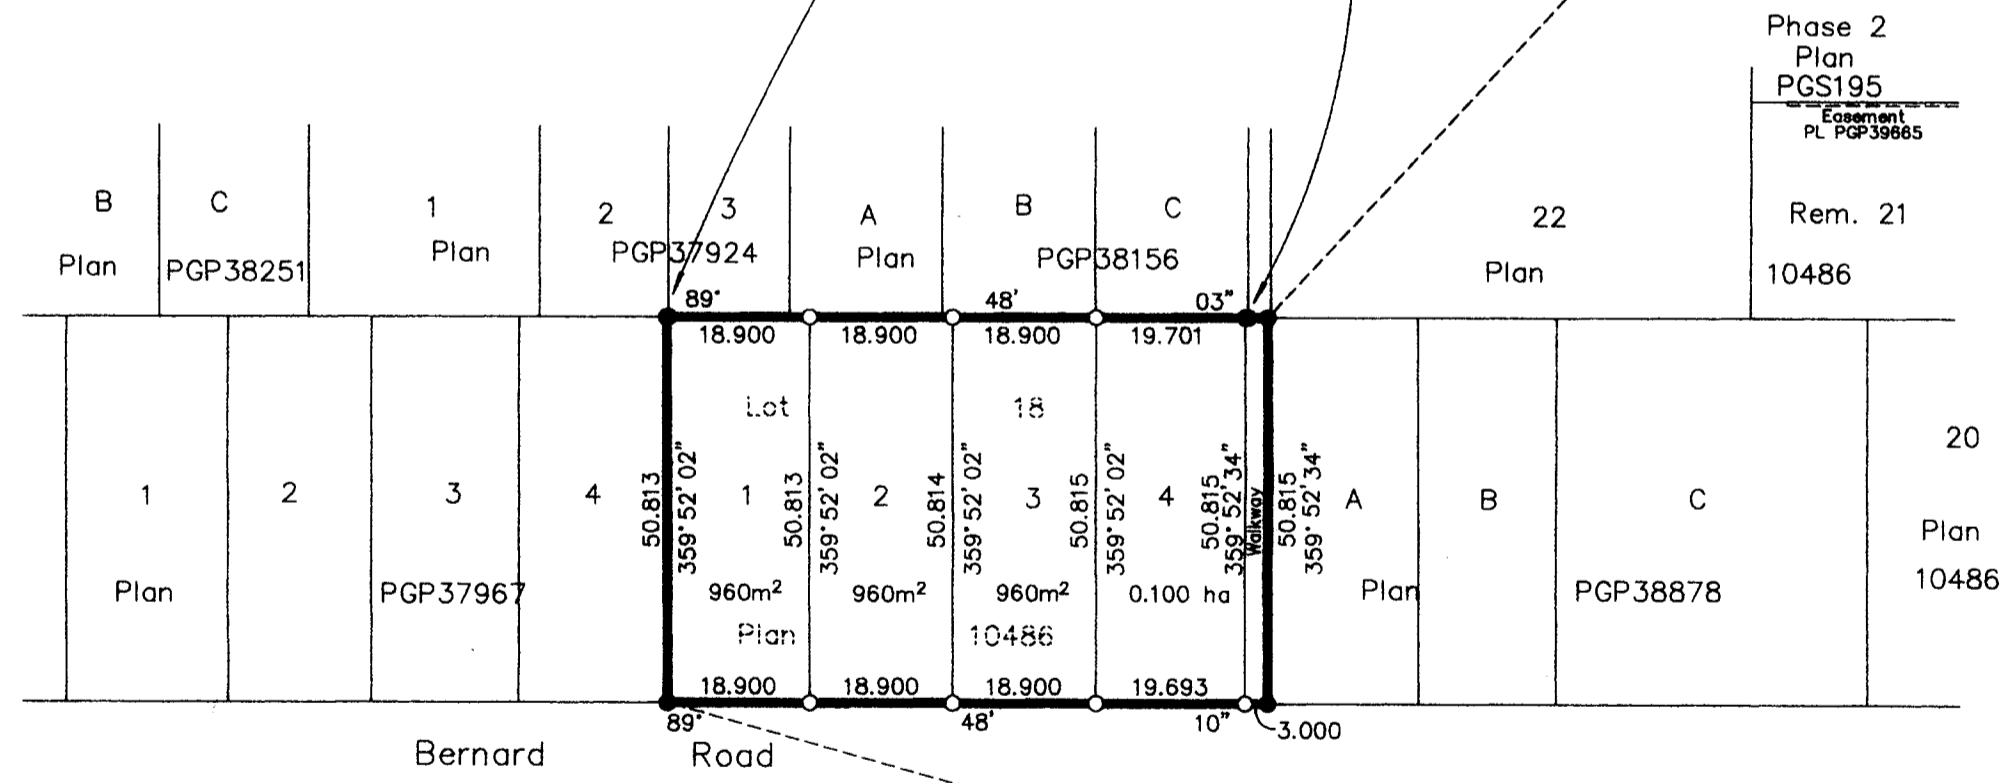 Phase 2
Plan
PGS195
Easement
PL PGP39665
B C 1 2 3 A B C 22 Rem. 21
Plan PGP38251 Plan PGP37924 Plan PGP38156 Plan 10486
89° 48' 03"
18.900 18.900 18.900 19.701
Lot 18
1 2 3 4
50.813
359° 52' 02"
1
50.813
359° 52' 02"
2
50.814
359° 52' 02"
3
50.815
359° 52' 02"
4
50.815
359° 52' 34"
Walkway
50.815
359° 52' 34"
A B C
20
Plan
10486
Plan PGP37967
960m² 960m² 960m² 0.100 ha
Plan PGP38878
Plan 10486
18.900 18.900 18.900 19.693
89° 48' 10"
3.000
Bernard Road